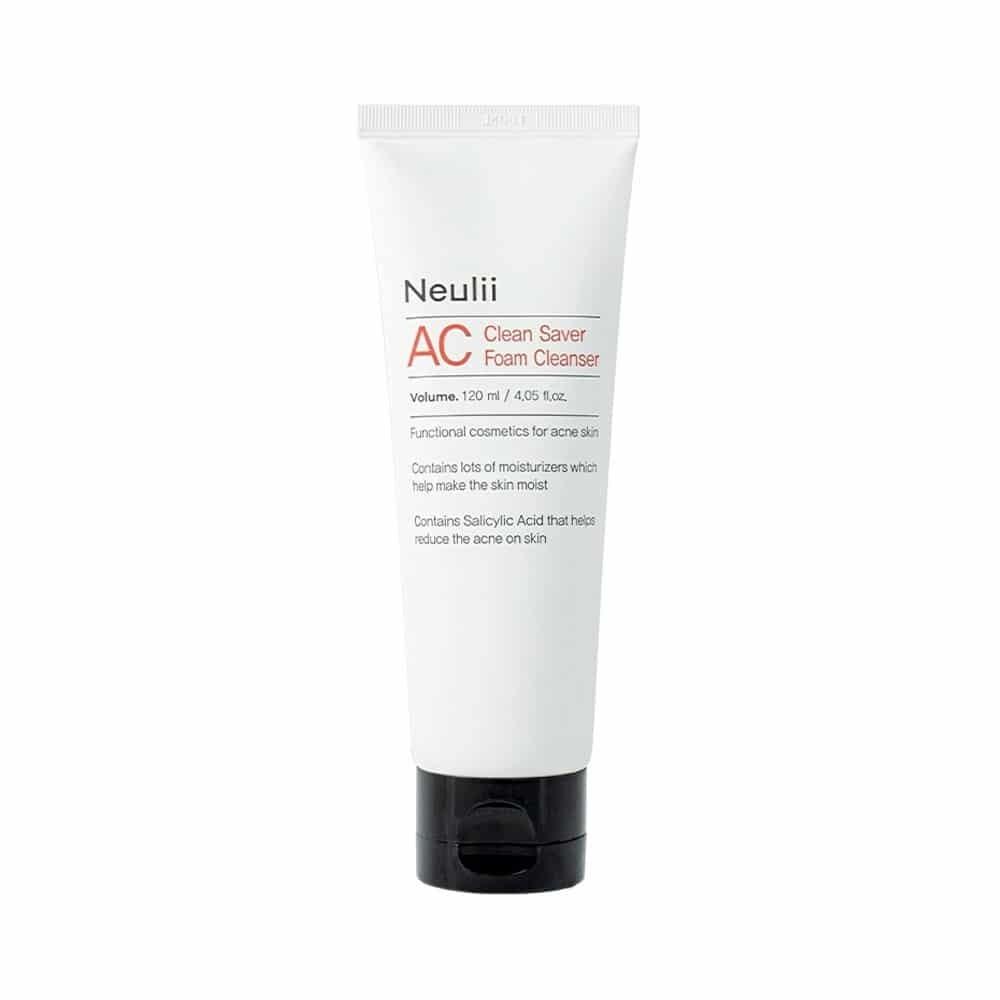 Neulii
AC Clean Saver
Foam Cleanser
Volume. 120 ml / 4.05 fl.oz.
Functional cosmetics for acne skin
Contains lots of moisturizers which
help make the skin moist
Contains Salicylic Acid that helps
reduce the acne on skin